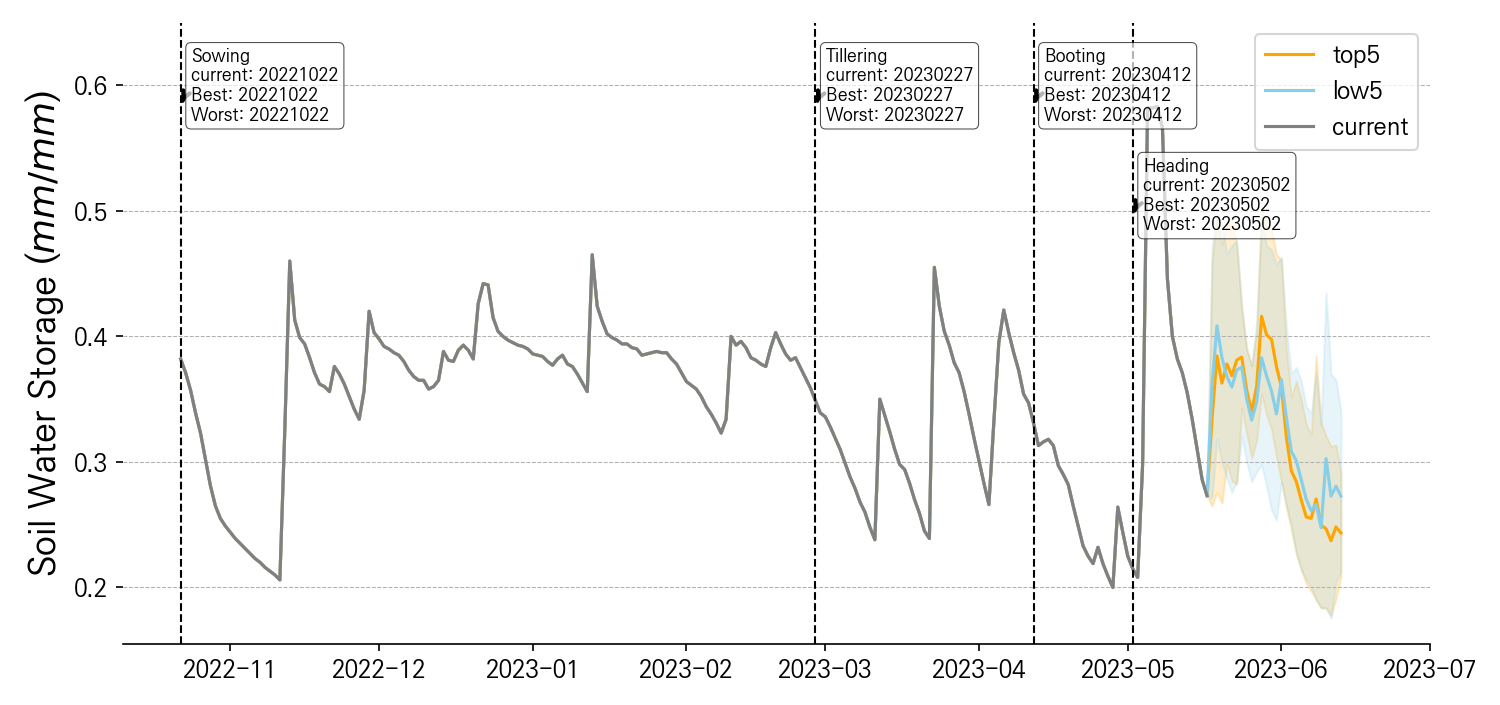 Sowing
current: 20221022
Best: 20221022
Worst: 20221022
Tillering
current: 20230227
Best: 20230227
Worst: 20230227
Booting
current: 20230412
Best: 20230412
Worst: 20230412
Heading
current: 20230502
Best: 20230502
Worst: 20230502
top5
low5
current
Soil Water Storage (mm/mm)
0.6
0.5
0.4
0.3
0.2
2022-11
2022-12
2023-01
2023-02
2023-03
2023-04
2023-05
2023-06
2023-07